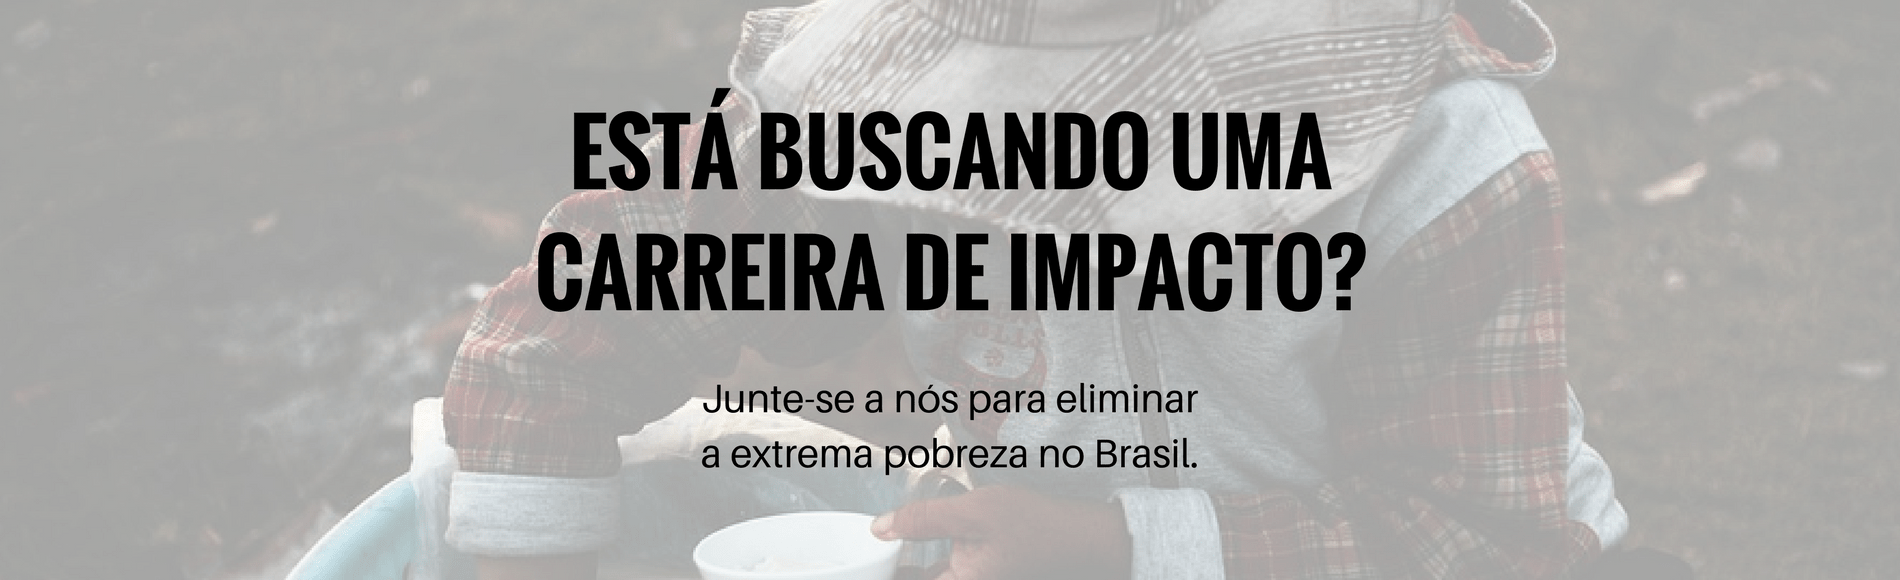 ESTÁ BUSCANDO UMA
CARREIRA DE IMPACTO?
Junte-se a nós para eliminar
a extrema pobreza no Brasil.